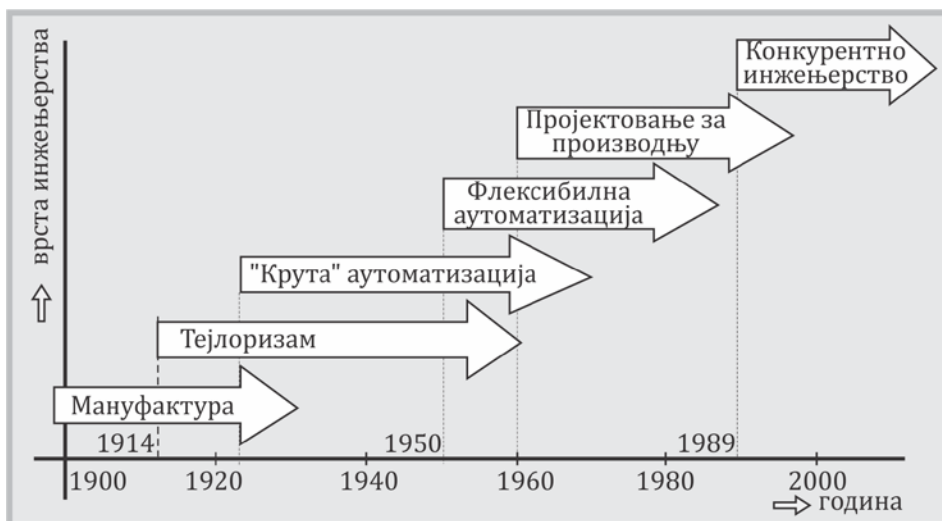 врста инжењерства
Конкурентно
инжењерство
Пројектовање за
производњу
Флексибилна
аутоматизација
"Крута" аутоматизација
Тејлоризам
Мануфактура
1914
1950
1989
1900
1920
1940
1960
1980
2000
година